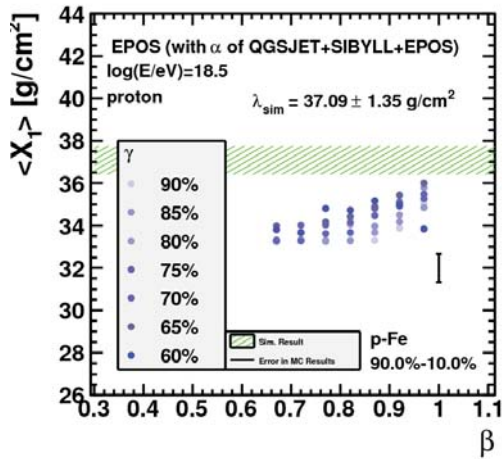 <X₁> [g/cm²]
44
42
40
38
36
34
32
30
28
26
EPOS (with α of QGSJET+SIBYLL+EPOS)
log(E/eV)=18.5
proton
λsim = 37.09 ± 1.35 g/cm²
γ
90%
85%
80%
75%
70%
65%
60%
Sim. Result
Error in MC Results
p-Fe
90.0%-10.0%
0.3 0.4 0.5 0.6 0.7 0.8 0.9 1 1.1
β